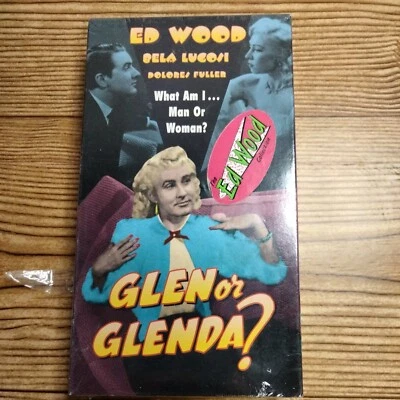 ED WOOD
BELA LUGOSI
DOLORES FULLER
What Am I...
Man Or
Woman?
The
Ed Wood
Collection
GLEN or
GLENDA?